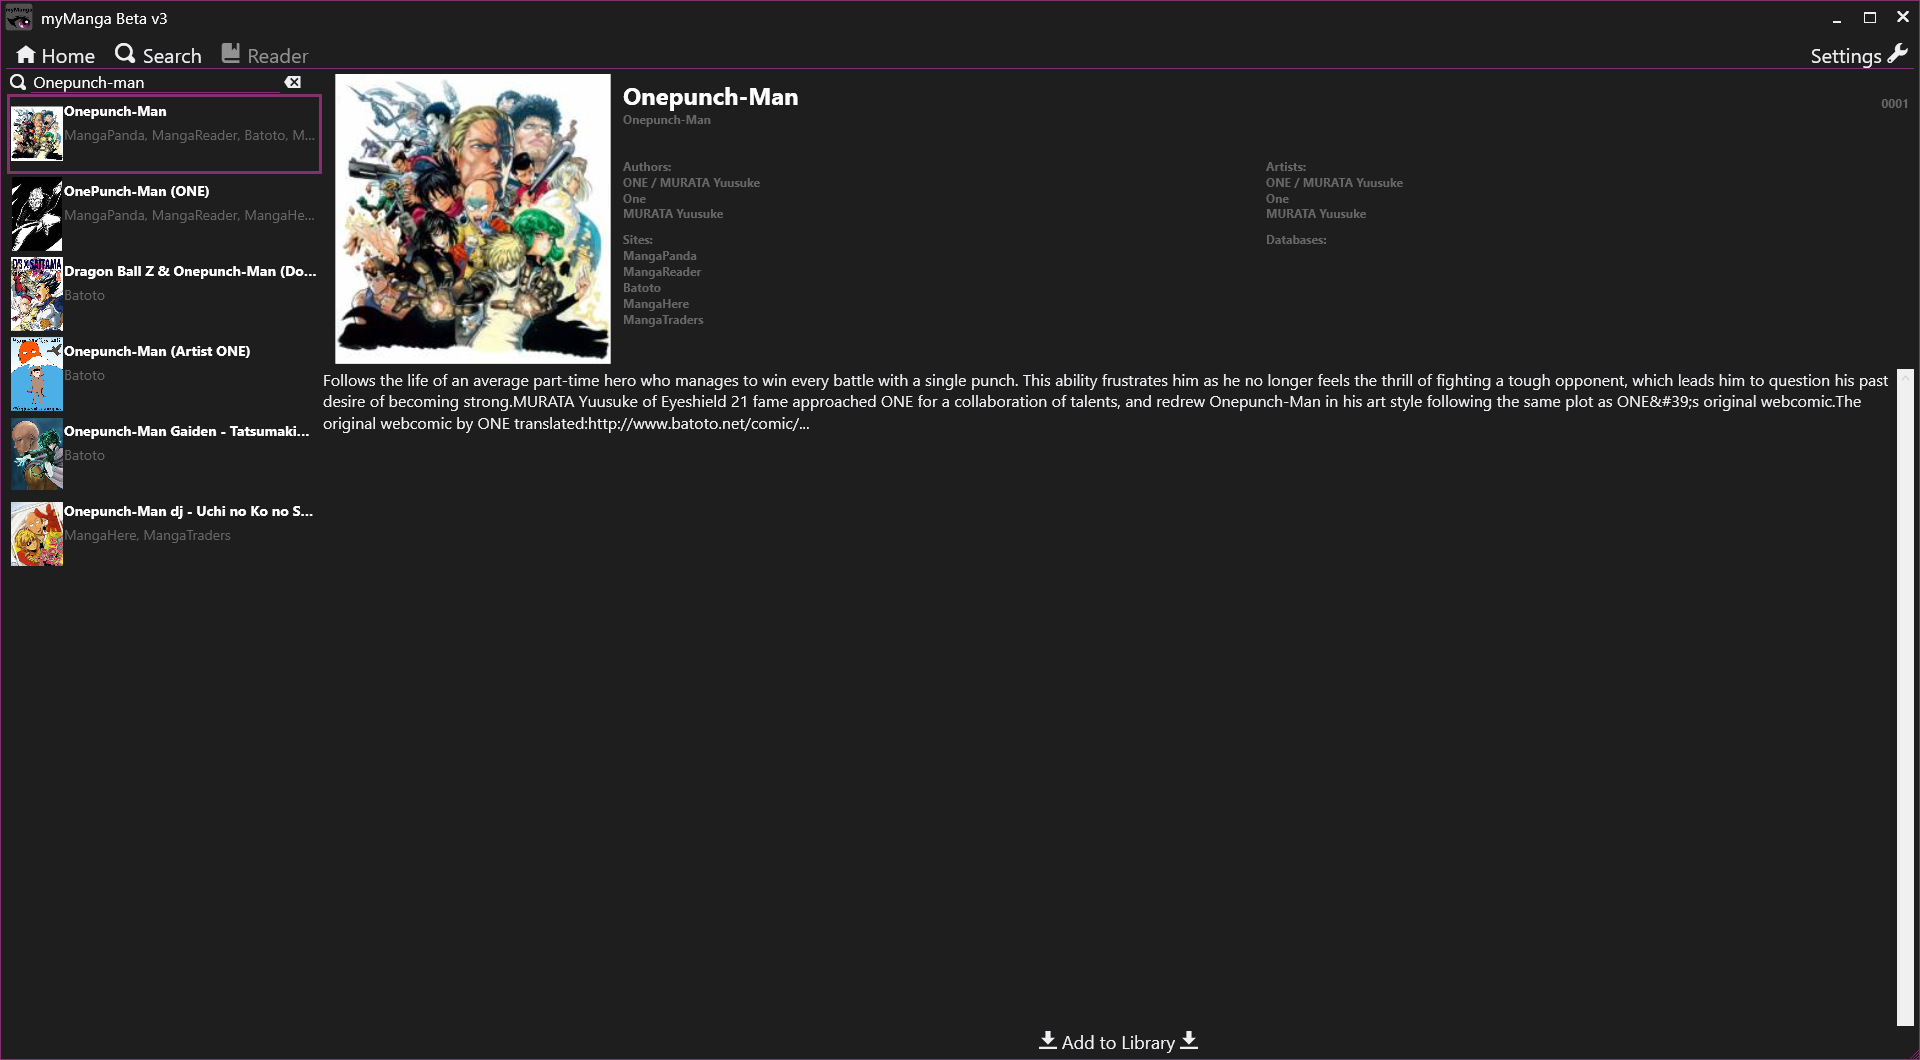 myManga Beta v3
Home
Search
Reader
Settings
Onepunch-man
Onepunch-Man
MangaPanda, MangaReader, Batoto, M...
OnePunch-Man (ONE)
MangaPanda, MangaReader, MangaHe...
Dragon Ball Z & Onepunch-Man (Do...
Batoto
Onepunch-Man (Artist ONE)
Batoto
Onepunch-Man Gaiden - Tatsumaki...
Batoto
Onepunch-Man dj - Uchi no Ko no S...
MangaHere, MangaTraders
Onepunch-Man
0001
Onepunch-Man
Authors:
ONE / MURATA Yuusuke
One
MURATA Yuusuke
Artists:
ONE / MURATA Yuusuke
One
MURATA Yuusuke
Sites:
MangaPanda
MangaReader
Batoto
MangaHere
MangaTraders
Databases:
Follows the life of an average part-time hero who manages to win every battle with a single punch. This ability frustrates him as he no longer feels the thrill of fighting a tough opponent, which leads him to question his past
desire of becoming strong.MURATA Yuusuke of Eyeshield 21 fame approached ONE for a collaboration of talents, and redrew Onepunch-Man in his art style following the same plot as ONE&#39;s original webcomic.The
original webcomic by ONE translated:http://www.batoto.net/comic/...
Add to Library